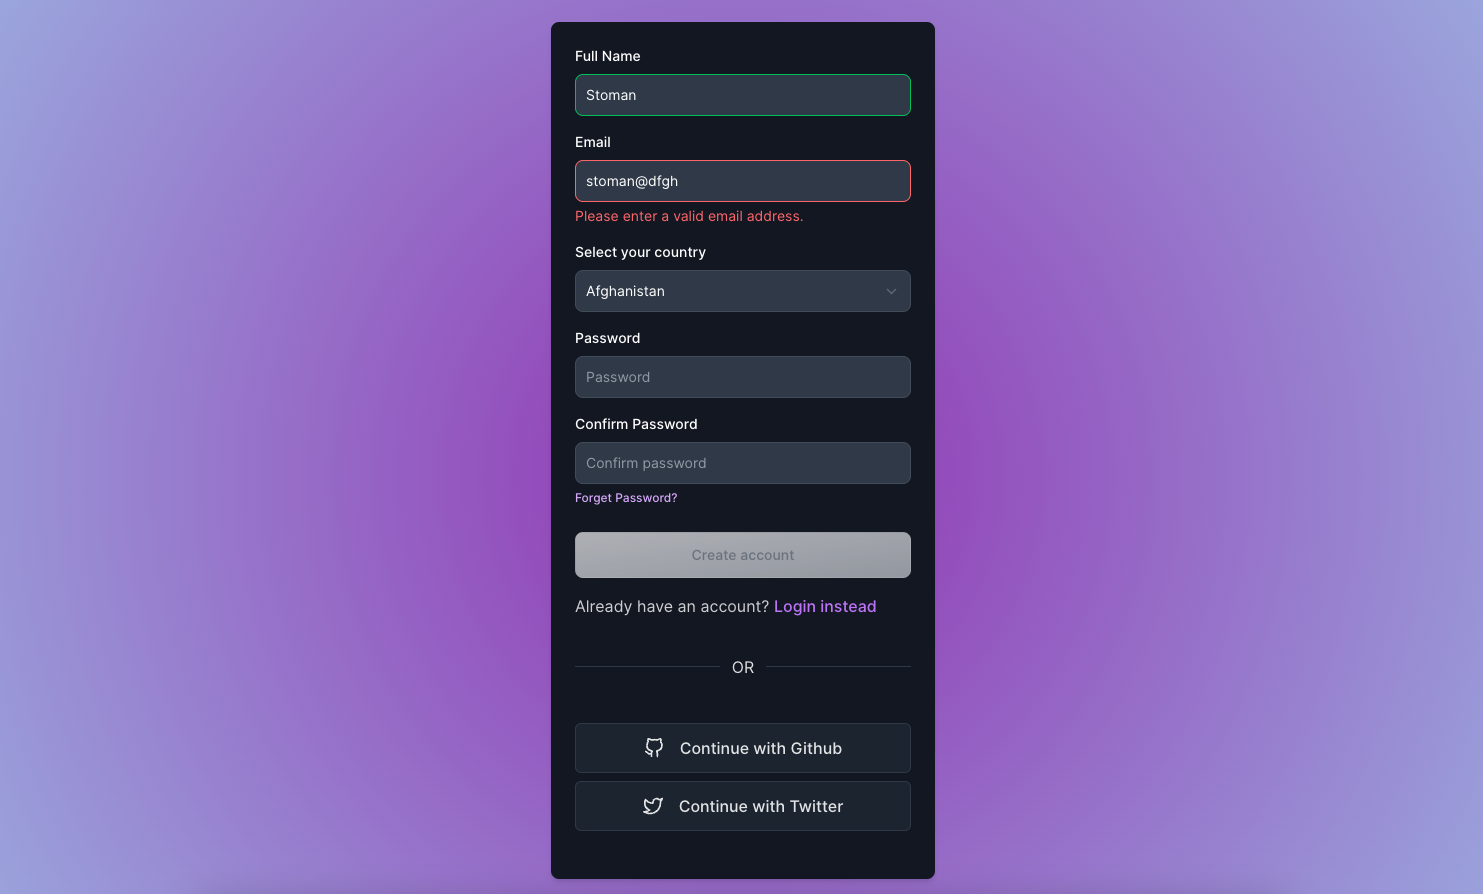 Full Name
Stoman
Email
stoman@dfgh
Please enter a valid email address.
Select your country
Afghanistan
Password
Password
Confirm Password
Confirm password
Forget Password?
Create account
Already have an account? Login instead
OR
Continue with Github
Continue with Twitter